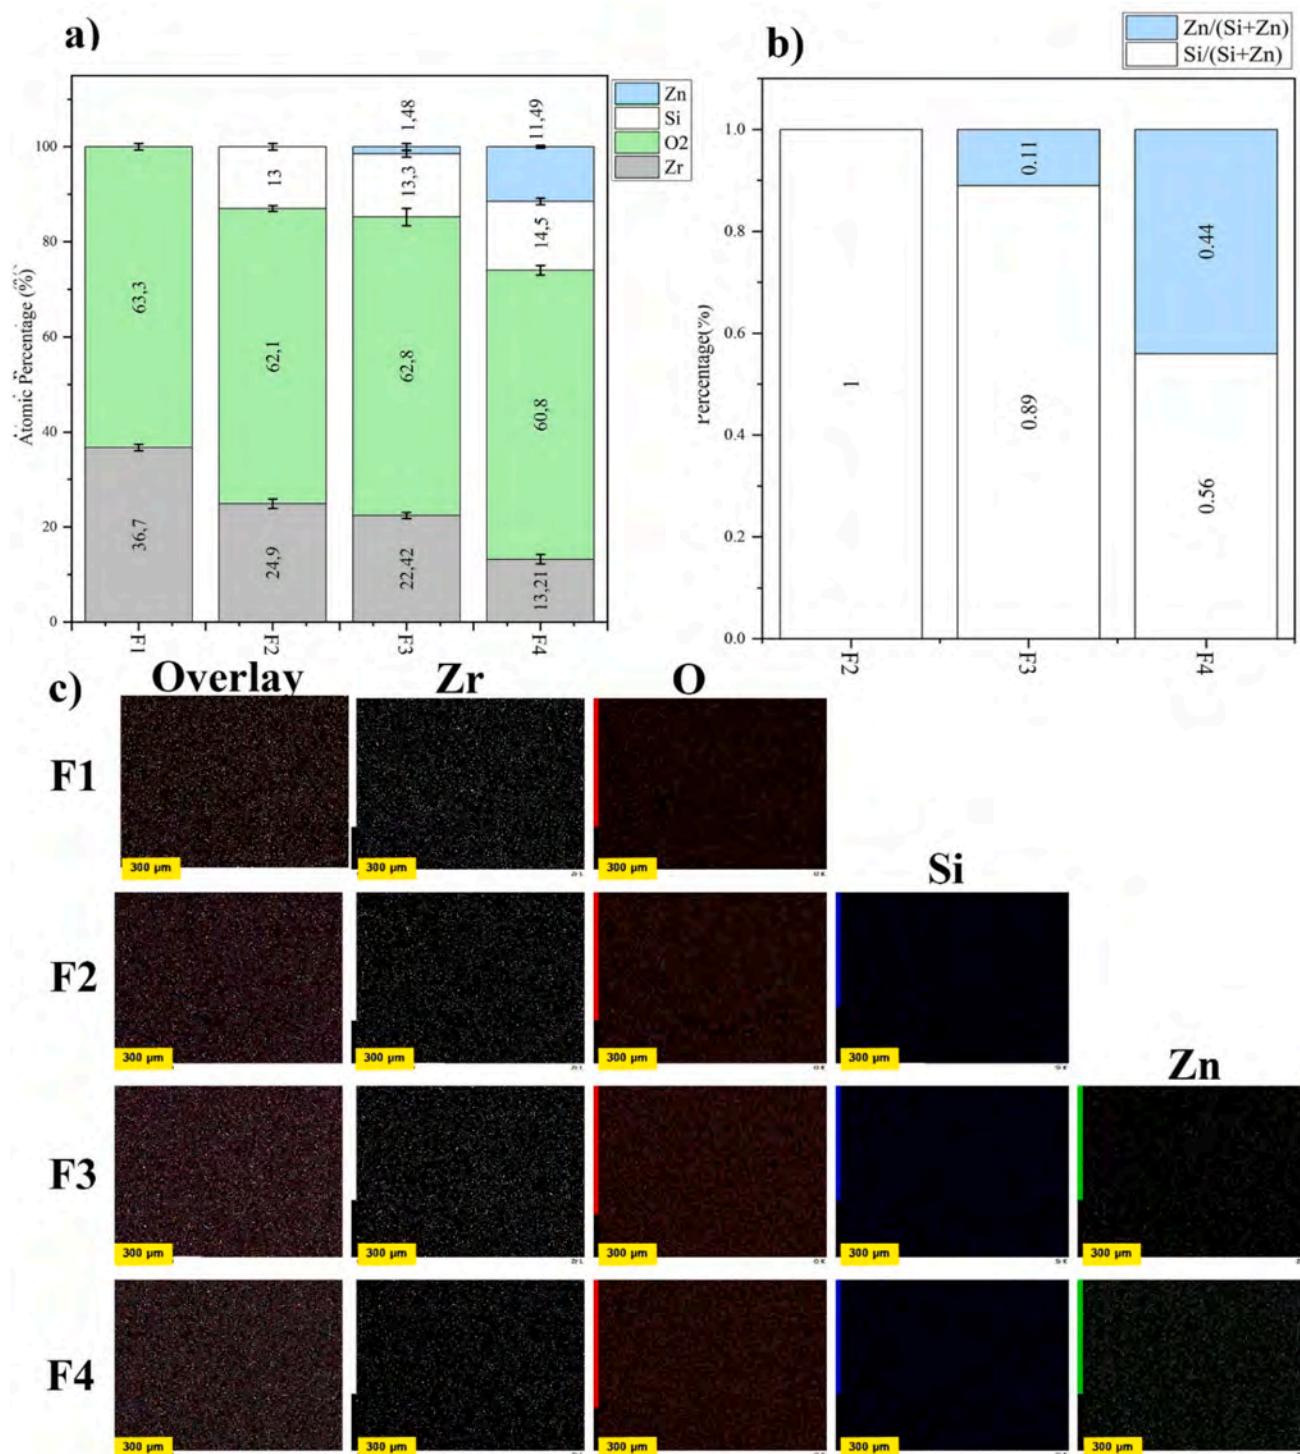 a)
Zn
Si
O2
Zr
Atomic Percentage (%)
100
80
60
40
20
0
63,3
36,7
13
62,1
24,9
1,48
13,3
62,8
22,42
11,49
14,5
60,8
13,21
F1
F2
F3
F4
b)
Zn/(Si+Zn)
Si/(Si+Zn)
Percentage(%)
1.0
0.8
0.6
0.4
0.2
0.0
1
0.11
0.89
0.44
0.56
F2
F3
F4
c)
Overlay
Zr
O
F1
300 µm
300 µm
300 µm
Si
F2
300 µm
300 µm
300 µm
300 µm
Zn
F3
300 µm
300 µm
300 µm
300 µm
300 µm
F4
300 µm
300 µm
300 µm
300 µm
300 µm